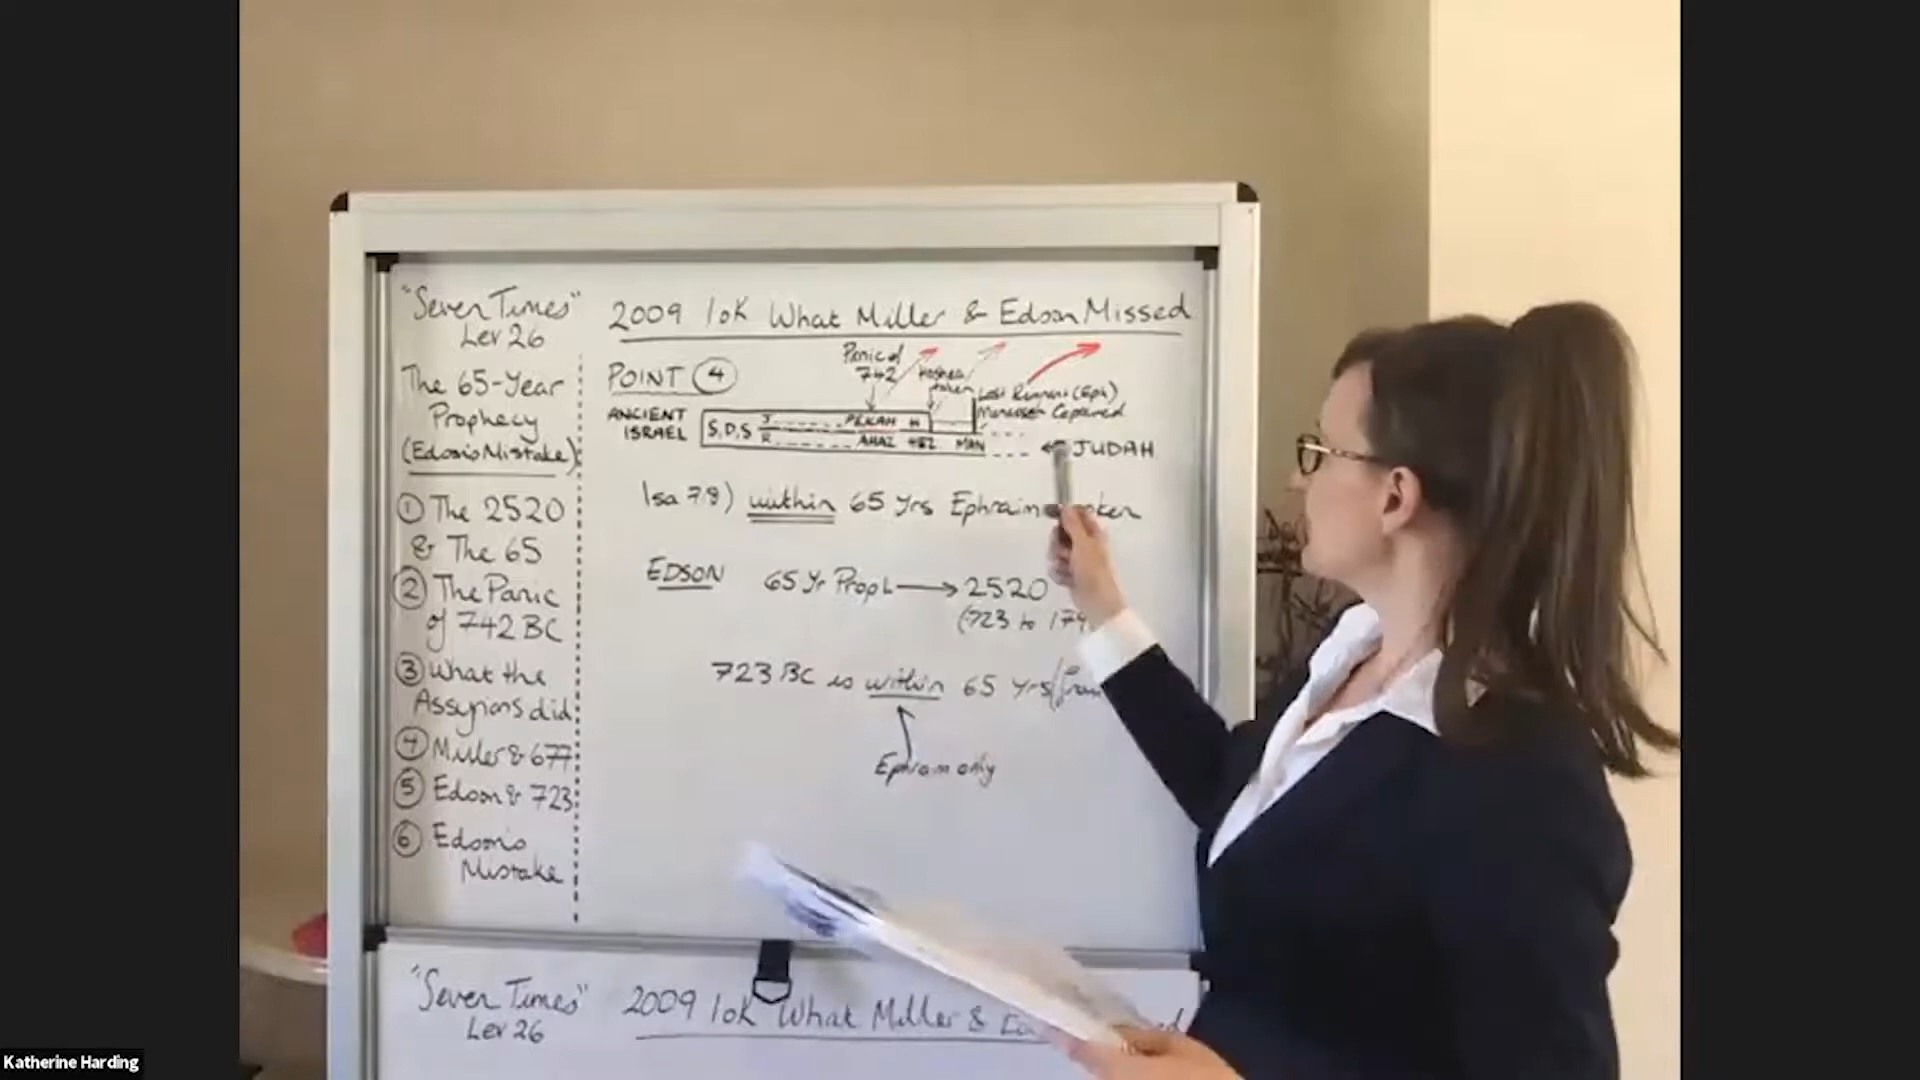 "Seven Times"
Lev 26
The 65-Year
Prophecy
(Edson's Mistake)
① The 2520
& The 65
② The Panic
of 742 BC
③ What the
Assyrians did
④ Miller & 677
⑤ Edson & 723
⑥ Edson's
Mistake
2009 10K What Miller & Edson Missed
POINT ④
Panic of
742
Hoshea
taken
Last Remnant (Eph)
Manasseh Captured
ANCIENT
ISRAEL
S,D,S
J PEKAH H
R AHAZ HEZ MAN
JUDAH
Isa 7:8) within 65 yrs Ephraim
EDSON 65 Yr Proph → 2520
(723 to 179
723 BC is within 65 yrs
Ephraim only
"Seven Times"
Lev 26
2009 10K What Miller &
Katherine Harding